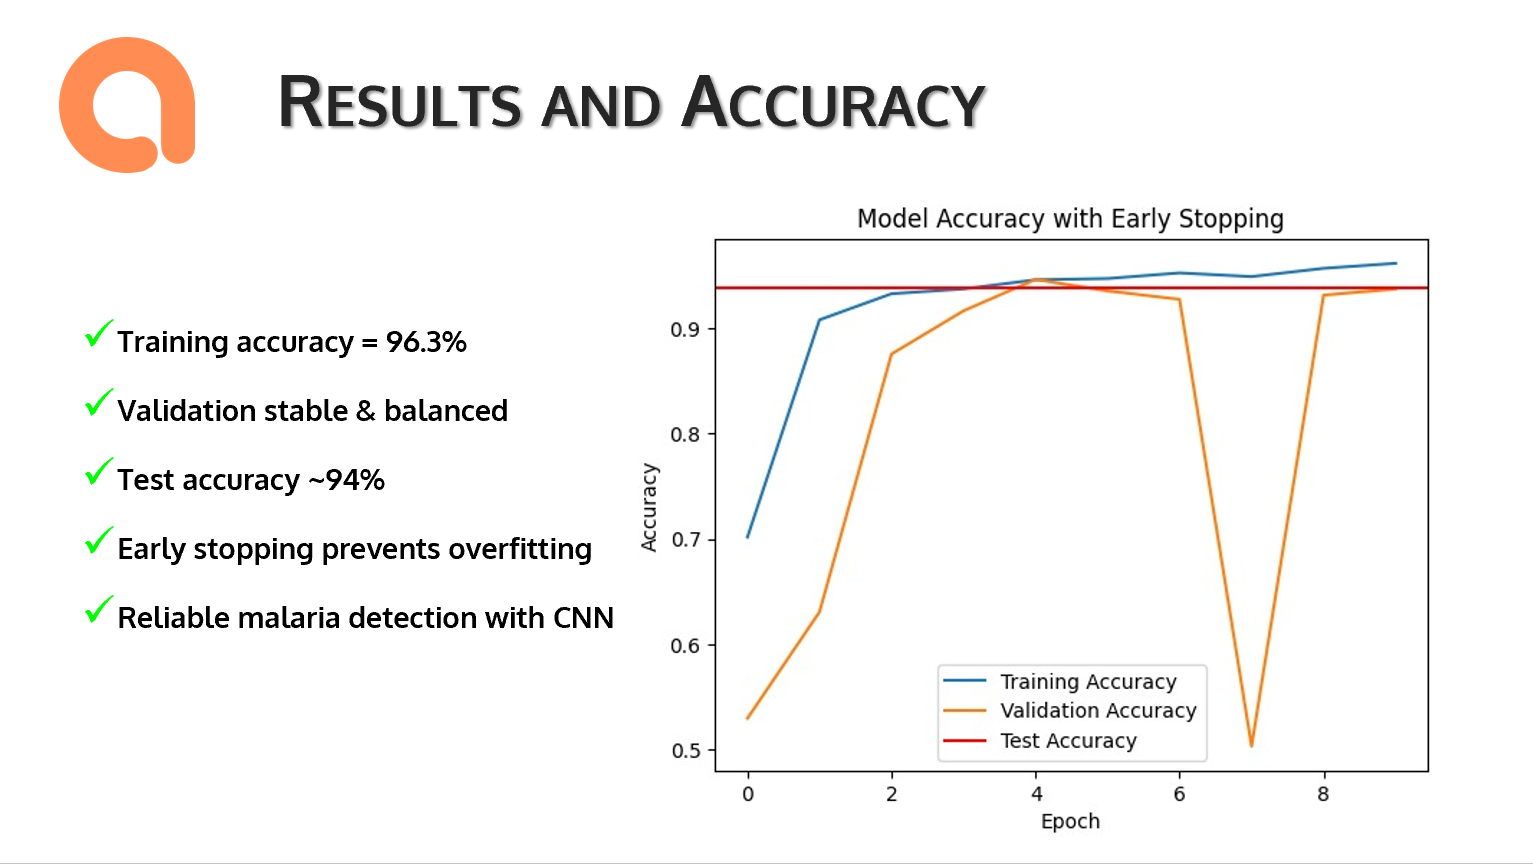 RESULTS AND ACCURACY
Training accuracy = 96.3%
Validation stable & balanced
Test accuracy ~94%
Early stopping prevents overfitting
Reliable malaria detection with CNN
Model Accuracy with Early Stopping
Accuracy
0.9
0.8
0.7
0.6
0.5
Training Accuracy
Validation Accuracy
Test Accuracy
0 2 4 6 8
Epoch